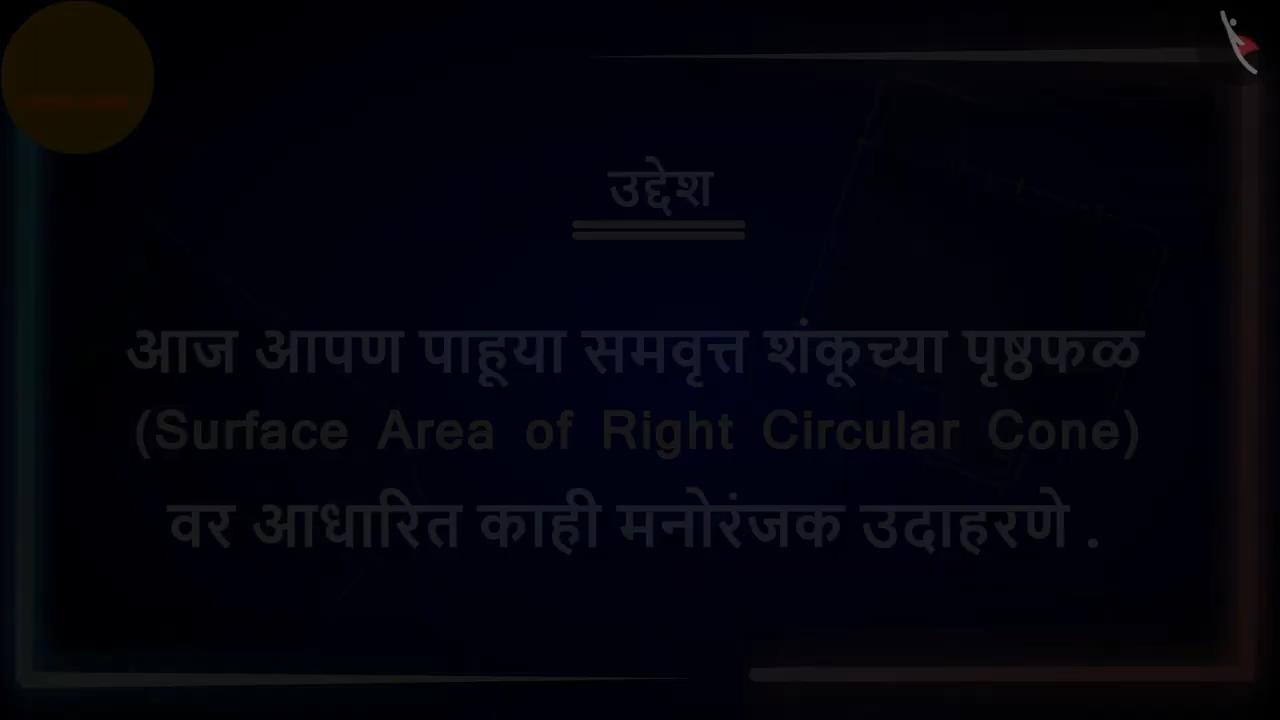 उद्देश
आज आपण पाहूया समवृत्त शंकूच्या पृष्ठफळ
(Surface Area of Right Circular Cone)
वर आधारित काही मनोरंजक उदाहरणे .